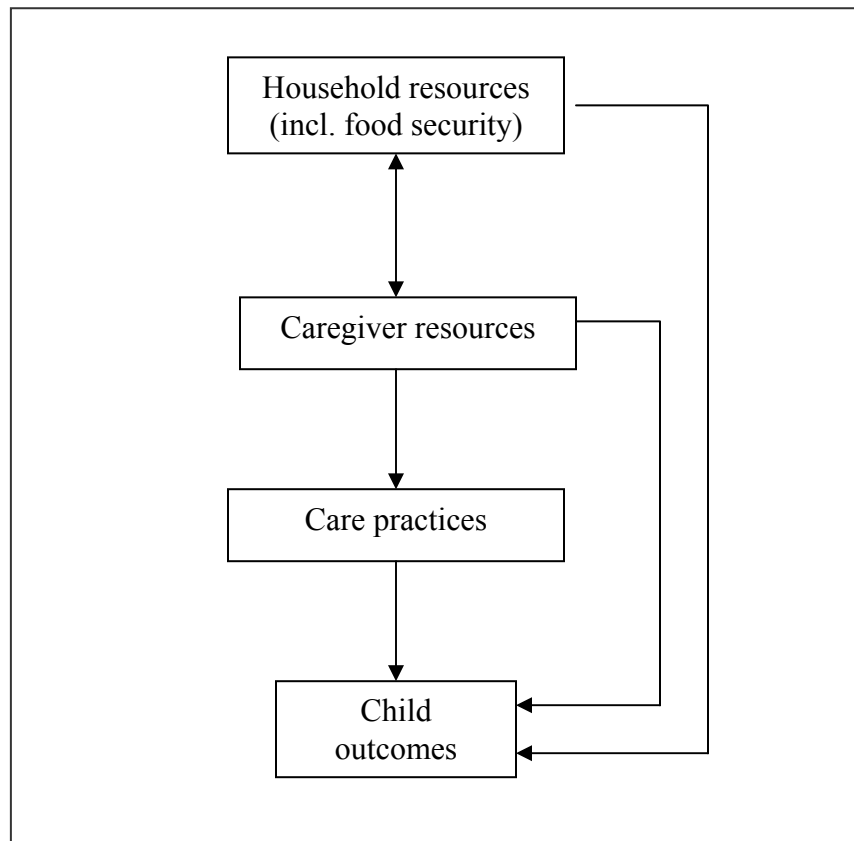 Household resources
(incl. food security)
Caregiver resources
Care practices
Child
outcomes